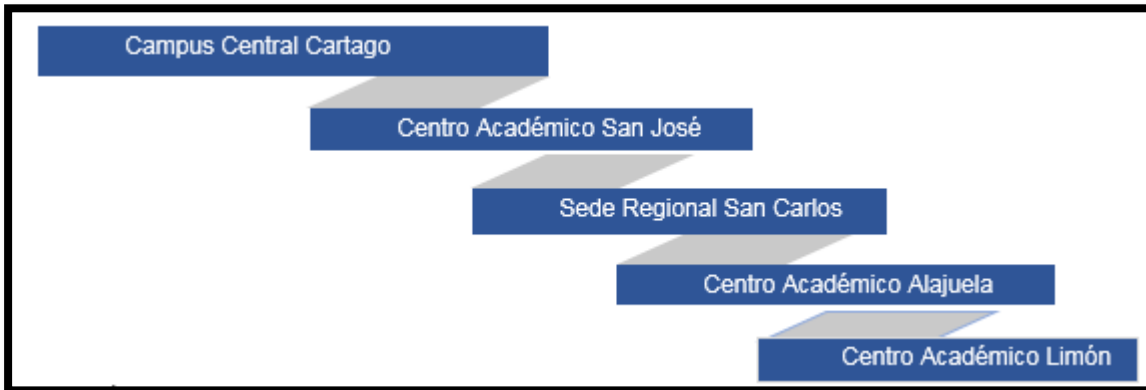 Campus Central Cartago
Centro Académico San José
Sede Regional San Carlos
Centro Académico Alajuela
Centro Académico Limón